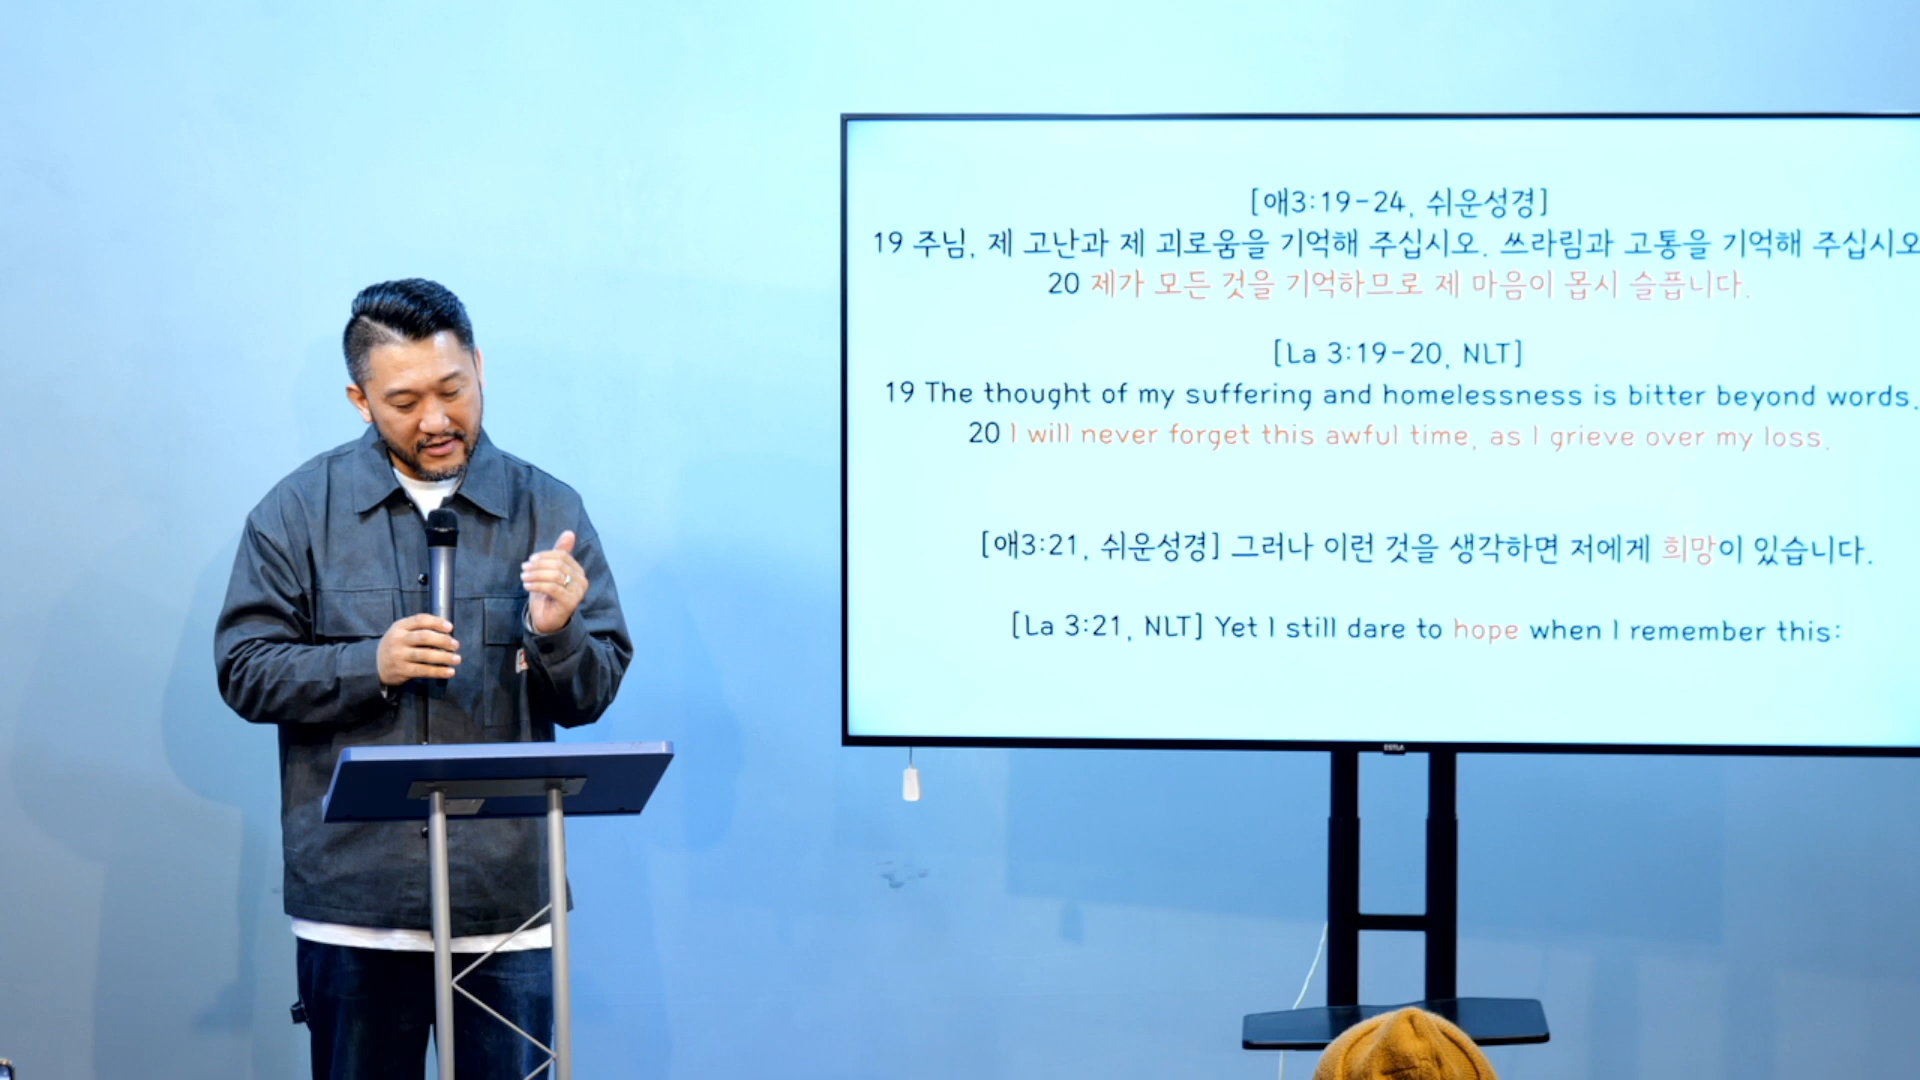 [애3:19-24, 쉬운성경]
19 주님, 제 고난과 제 괴로움을 기억해 주십시오. 쓰라림과 고통을 기억해 주십시오
20 제가 모든 것을 기억하므로 제 마음이 몹시 슬픕니다.
[La 3:19-20, NLT]
19 The thought of my suffering and homelessness is bitter beyond words.
20 I will never forget this awful time, as I grieve over my loss.
[애3:21, 쉬운성경] 그러나 이런 것을 생각하면 저에게 희망이 있습니다.
[La 3:21, NLT] Yet I still dare to hope when I remember this: